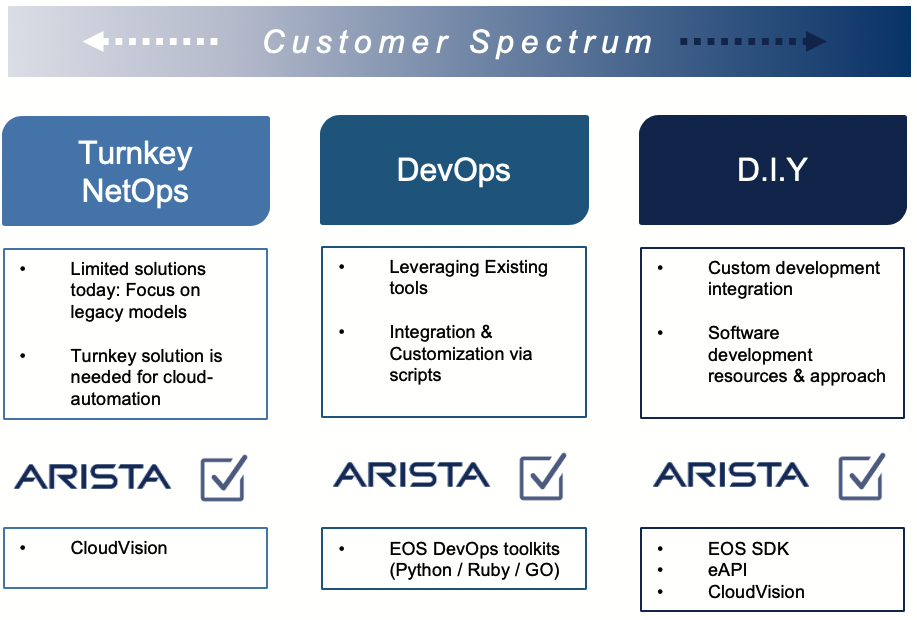 Customer Spectrum
Turnkey
NetOps
• Limited solutions
today: Focus on
legacy models
• Turnkey solution is
needed for cloud-
automation
ARISTA
• CloudVision
DevOps
• Leveraging Existing
tools
• Integration &
Customization via
scripts
ARISTA
• EOS DevOps toolkits
(Python / Ruby / GO)
D.I.Y
• Custom development
integration
• Software
development
resources & approach
ARISTA
• EOS SDK
• eAPI
• CloudVision